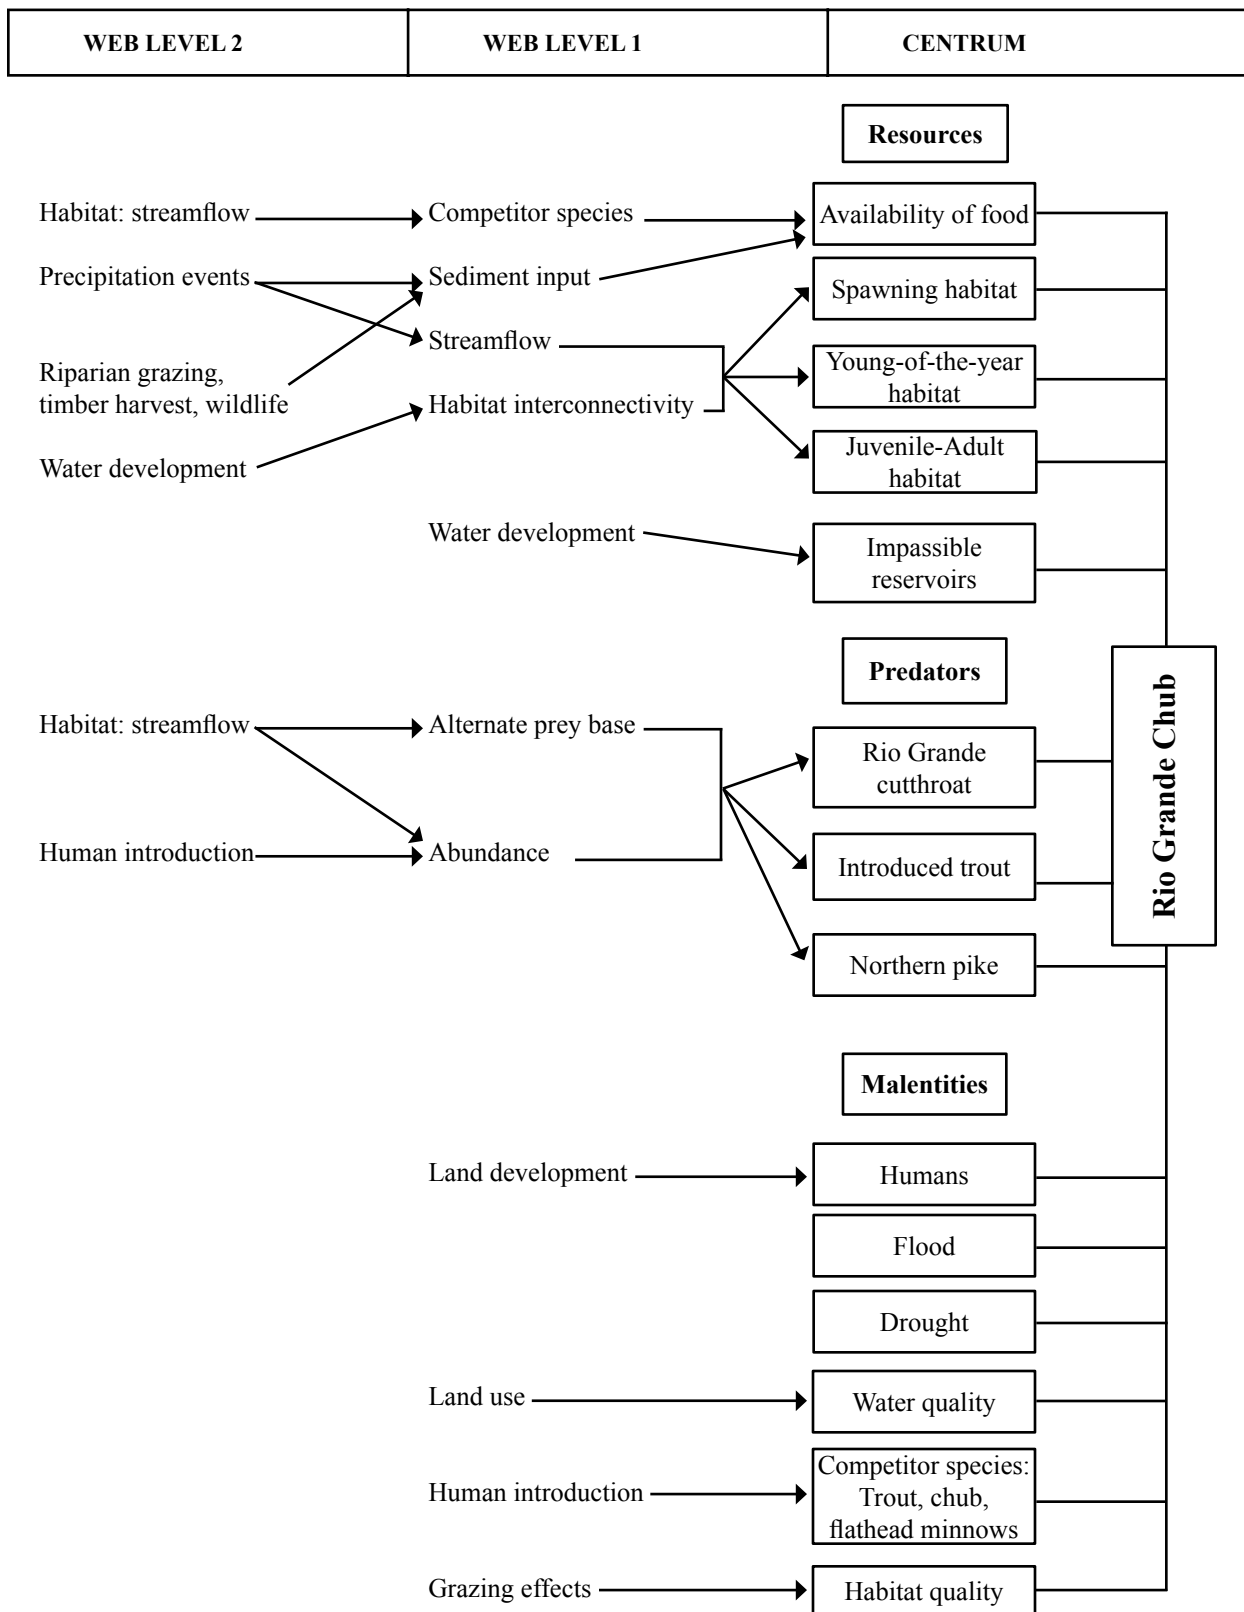 WEB LEVEL 2
WEB LEVEL 1
CENTRUM
Resources
Habitat: streamflow
Competitor species
Availability of food
Precipitation events
Sediment input
Spawning habitat
Streamflow
Riparian grazing,
timber harvest, wildlife
Young-of-the-year
habitat
Habitat interconnectivity
Water development
Juvenile-Adult
habitat
Water development
Impassible
reservoirs
Predators
Rio Grande Chub
Habitat: streamflow
Alternate prey base
Rio Grande
cutthroat
Human introduction
Abundance
Introduced trout
Northern pike
Malentities
Land development
Humans
Flood
Drought
Land use
Water quality
Human introduction
Competitor species:
Trout, chub,
flathead minnows
Grazing effects
Habitat quality